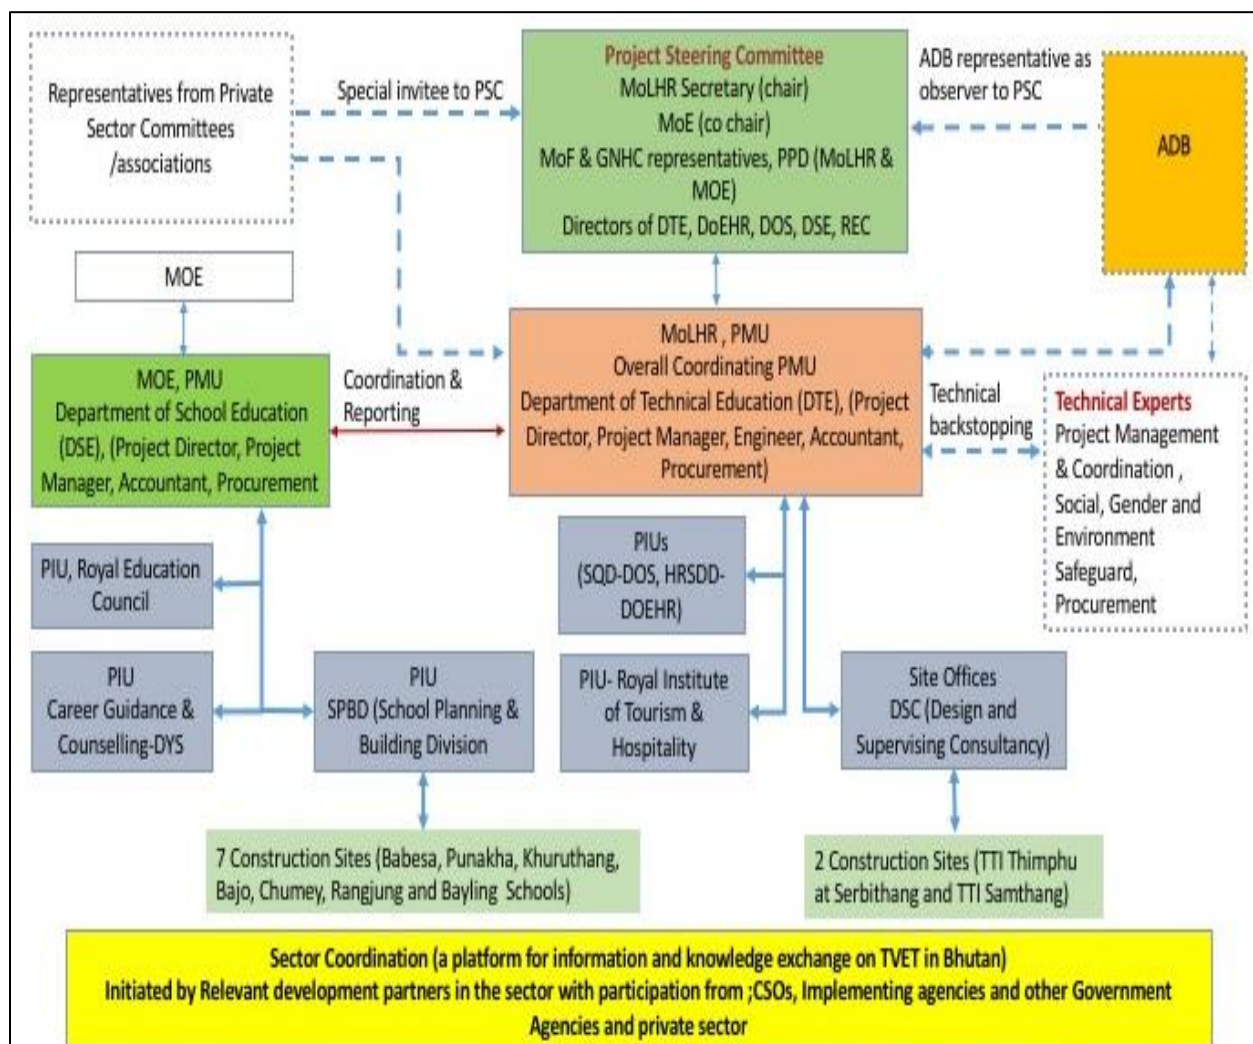 Representatives from Private
Sector Committees
/associations
Special invitee to PSC
Project Steering Committee
MoLHR Secretary (chair)
MoE (co chair)
MoF & GNHC representatives, PPD (MoLHR &
MOE)
Directors of DTE, DoEHR, DOS, DSE, REC
ADB representative as
observer to PSC
ADB
MOE
MOE, PMU
Department of School Education
(DSE), (Project Director, Project
Manager, Accountant, Procurement
Coordination &
Reporting
MoLHR , PMU
Overall Coordinating PMU
Department of Technical Education (DTE), (Project
Director, Project Manager, Engineer, Accountant,
Procurement)
Technical
backstopping
Technical Experts
Project Management
& Coordination ,
Social, Gender and
Environment
Safeguard,
Procurement
PIU, Royal Education
Council
PIUs
(SQD-DOS, HRSDD-
DOEHR)
PIU
Career Guidance &
Counselling-DYS
PIU
SPBD (School Planning &
Building Division
PIU- Royal Institute
of Tourism &
Hospitality
Site Offices
DSC (Design and
Supervising Consultancy)
7 Construction Sites (Babesa, Punakha, Khuruthang,
Bajo, Chumey, Rangjung and Bayling Schools)
2 Construction Sites (TTI Thimphu
at Serbithang and TTI Samthang)
Sector Coordination (a platform for information and knowledge exchange on TVET in Bhutan)
Initiated by Relevant development partners in the sector with participation from ;CSOs, Implementing agencies and other Government
Agencies and private sector